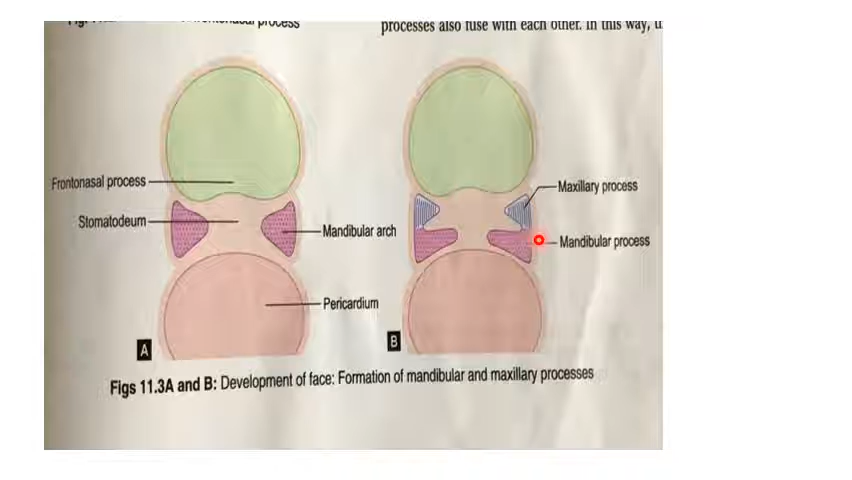 process
processes also fuse with each other. In this way,
Frontonasal process
Stomatodeum
Mandibular arch
Pericardium
A
Maxillary process
Mandibular process
B
Figs 11.3A and B: Development of face: Formation of mandibular and maxillary processes